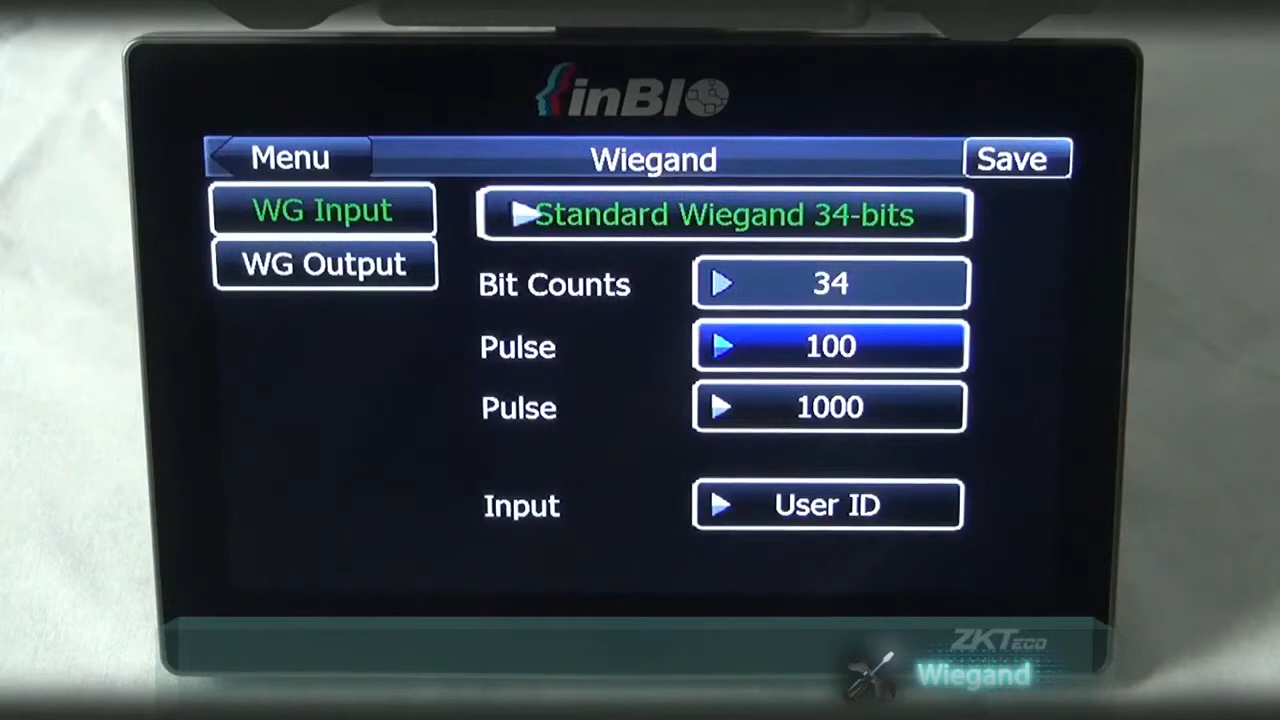 inBIO
Menu
Wiegand
Save
WG Input
Standard Wiegand 34-bits
WG Output
Bit Counts
34
Pulse
100
Pulse
1000
Input
User ID
ZKTECO
Wiegand